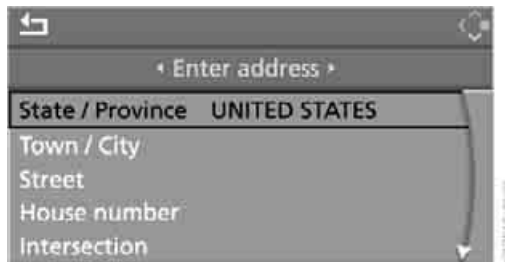 Enter address
State / Province UNITED STATES
Town / City
Street
House number
Intersection